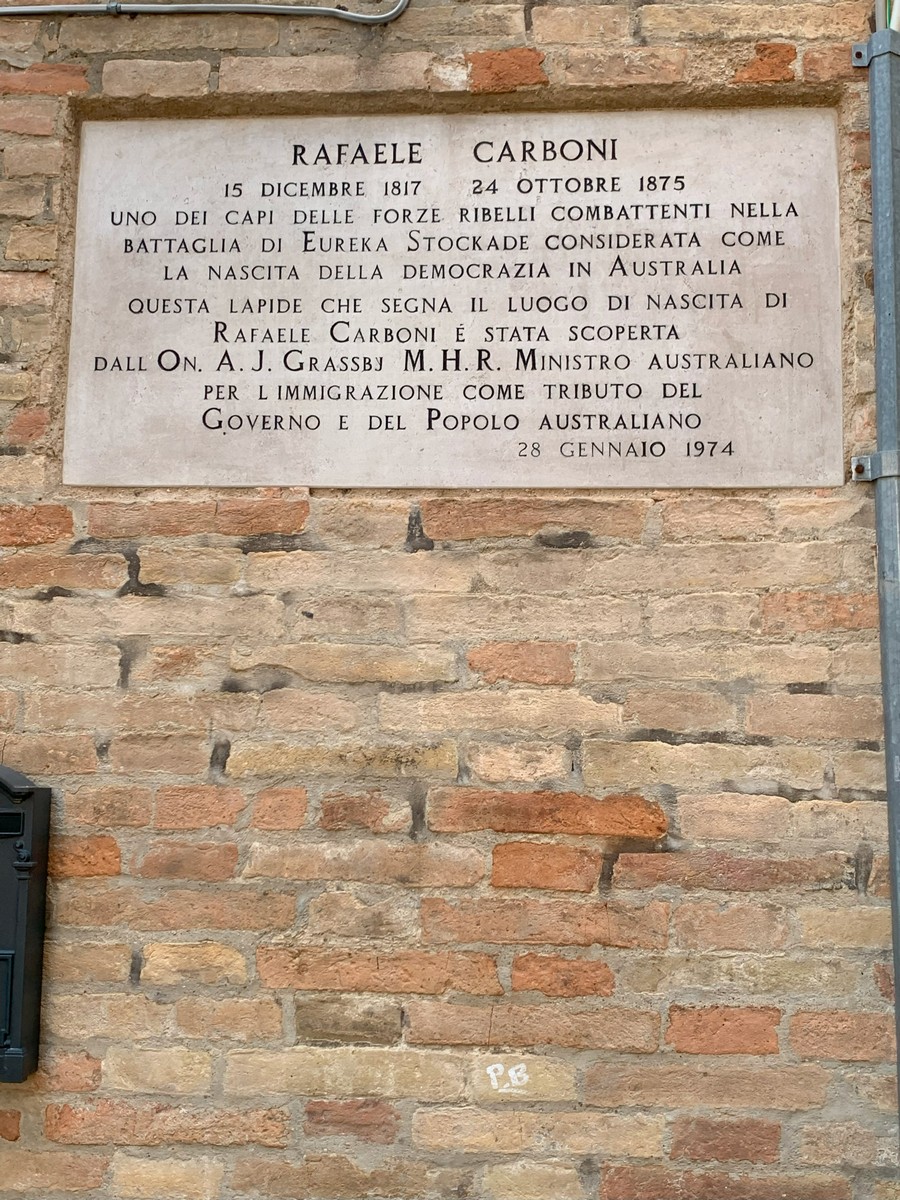 RAFAELE CARBONI
15 DICEMBRE 1817 24 OTTOBRE 1875
UNO DEI CAPI DELLE FORZE RIBELLI COMBATTENTI NELLA
BATTAGLIA DI EUREKA STOCKADE CONSIDERATA COME
LA NASCITA DELLA DEMOCRAZIA IN AUSTRALIA
QUESTA LAPIDE CHE SEGNA IL LUOGO DI NASCITA DI
RAFAELE CARBONI É STATA SCOPERTA
DALL ON. A.J. GRASSBJ M.H.R. MINISTRO AUSTRALIANO
PER L IMMIGRAZIONE COME TRIBUTO DEL
GOVERNO E DEL POPOLO AUSTRALIANO
28 GENNAIO 1974
P_B